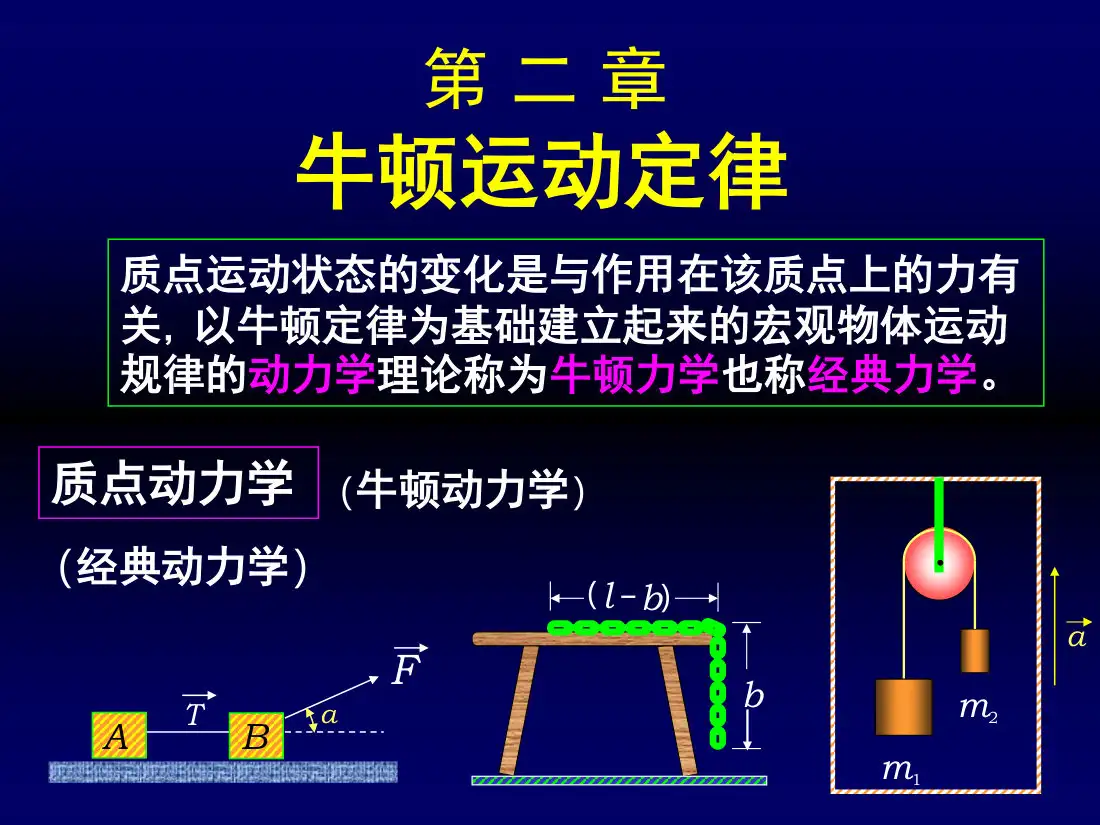 第 二 章
牛顿运动定律
质点运动状态的变化是与作用在该质点上的力有
关, 以牛顿定律为基础建立起来的宏观物体运动
规律的动力学理论称为牛顿力学也称经典力学。
质点动力学 (牛顿动力学)
(经典动力学)
(l-b)
b
F
T
a
A
B
a
m₂
m₁